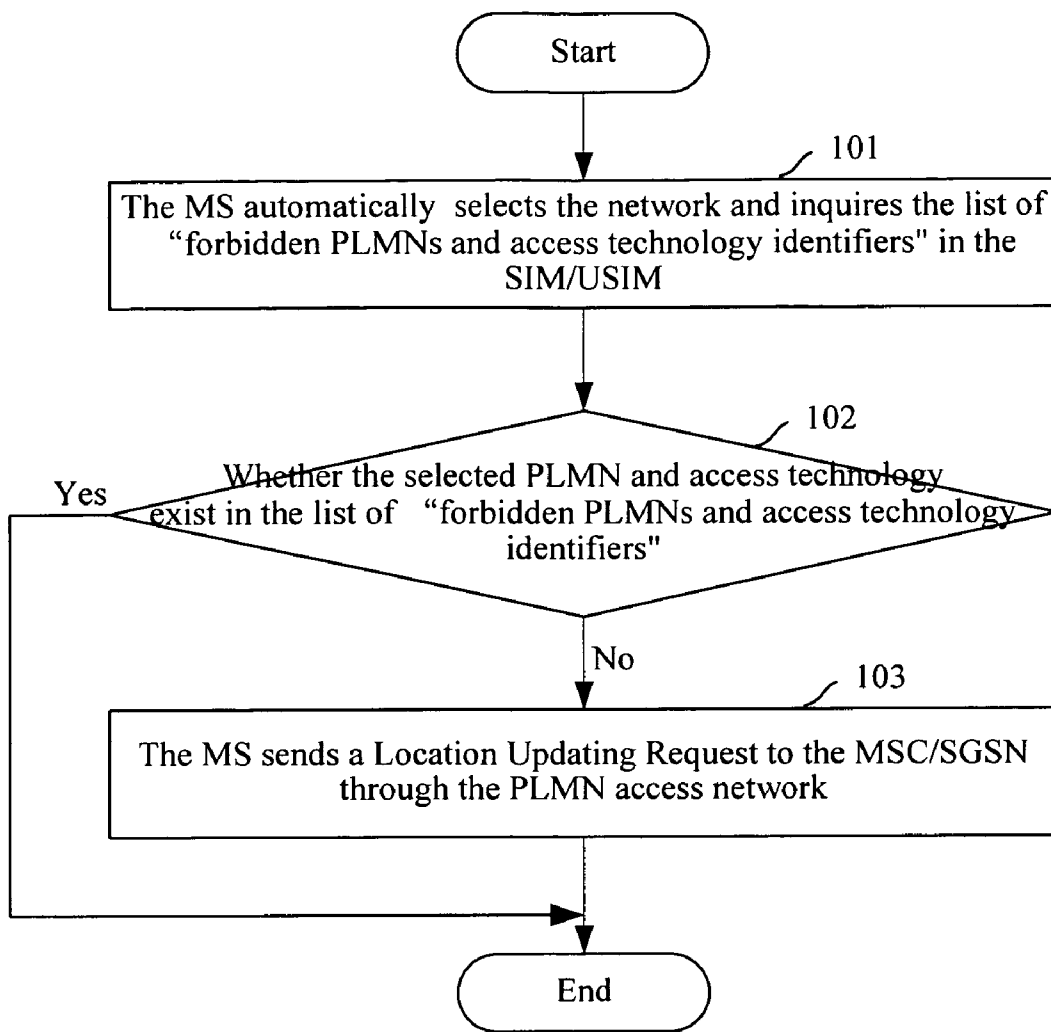 Start
101
The MS automatically selects the network and inquires the list of
“forbidden PLMNs and access technology identifiers" in the
SIM/USIM
102
Whether the selected PLMN and access technology
Yes
exist in the list of “forbidden PLMNs and access technology
identifiers"
No
103
The MS sends a Location Updating Request to the MSC/SGSN
through the PLMN access network
End